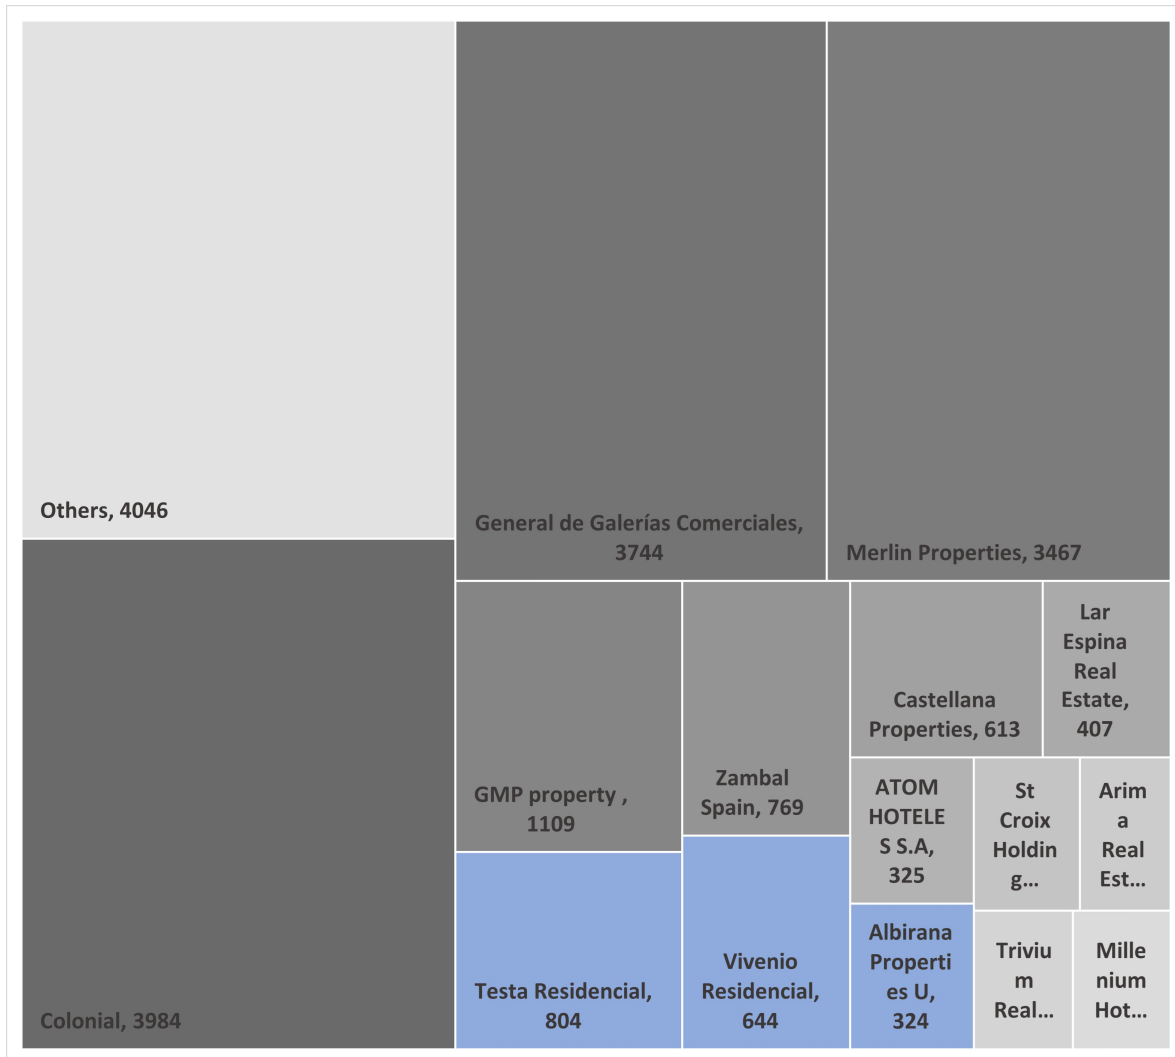 Others, 4046
General de Galerías Comerciales,
3744
Merlin Properties, 3467
Colonial, 3984
GMP property ,
1109
Zambal
Spain, 769
Castellana
Properties, 613
Lar
Espina
Real
Estate,
407
ATOM
HOTELE
S S.A,
325
St
Croix
Holdin
g...
Arim
a
Real
Est...
Testa Residencial,
804
Vivenio
Residencial,
644
Albirana
Properti
es U,
324
Triviu
m
Real...
Mille
nium
Hot...